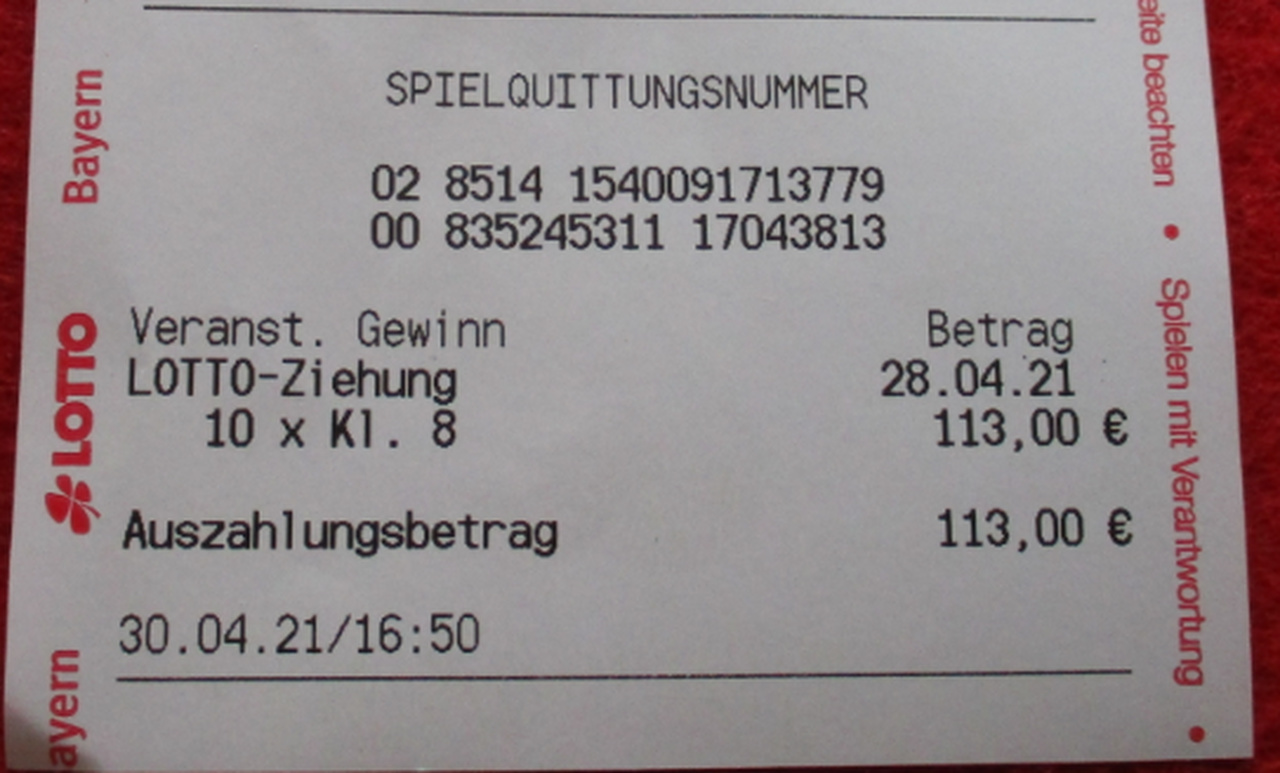 SPIELQUITTUNGSNUMMER
02 8514 1540091713779
00 835245311 17043813
Veranst. Gewinn Betrag
LOTTO-Ziehung 28.04.21
10 x Kl. 8 113,00 €
Auszahlungsbetrag 113,00 €
30.04.21/16:50
Bayern
LOTTO
ayern
eite beachten • Spielen mit Verantwortung •